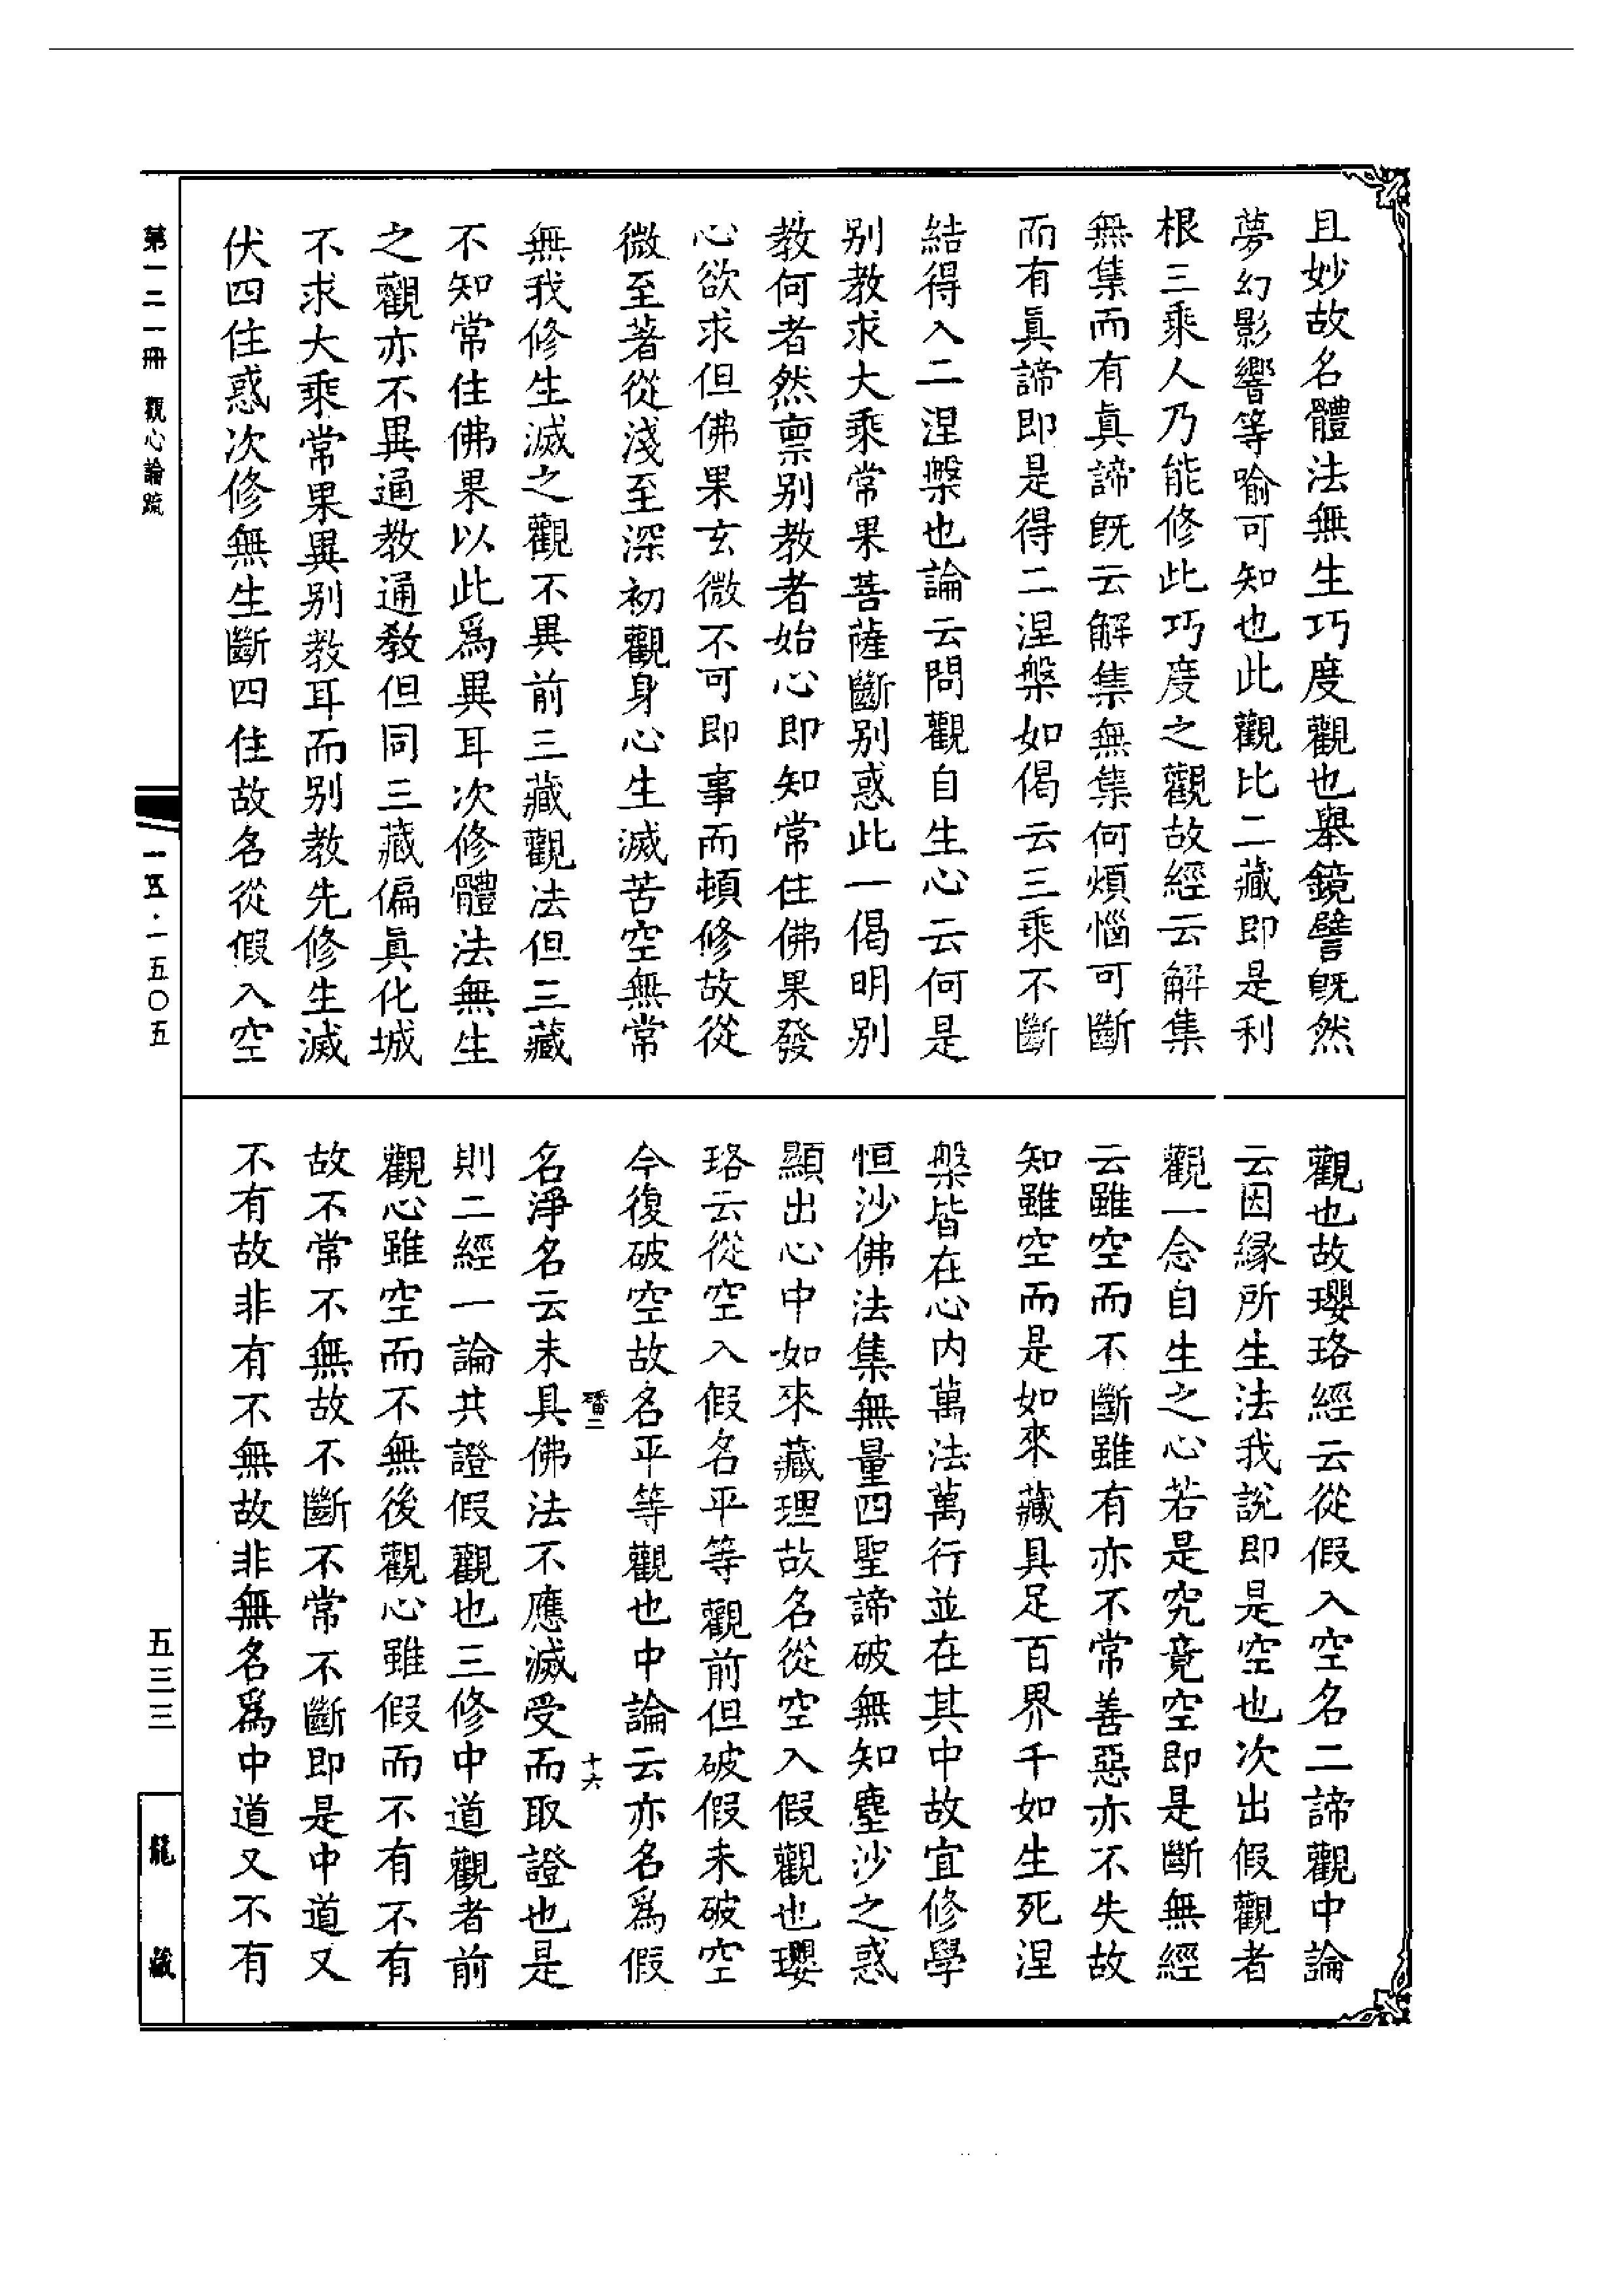 且妙故名體法無生巧度觀也舉鏡譬旣然
夢幻影響等喻可知也此觀比二藏即是利
根三乘人乃能修此巧度之觀故經云解集
無集而有眞諦旣云解集無集何煩惱可斷
而有眞諦即是得二涅槃如偈云三乘不斷
結得入二涅槃也論云問觀自生心云何是
别教求大乘常果菩薩斷别惑此一偈明别
教何者然禀别教者始心即知常住佛果發
心欲求但佛果玄微不可即事而頓修故從
微至著從淺至深初觀身心生滅苦空無常
無我修生滅之觀不異前三藏觀法但三藏
不知常住佛果以此爲異耳次修體法無生
之觀亦不異通教通教但同三藏偏眞化城
不求大乘常果異别教耳而别教先修生滅
伏四住惑次修無生斷四住故名從假入空
觀也故瓔珞經云從假入空名二諦觀中論
云因緣所生法我說即是空也次出假觀者
觀一念自生之心若是究竟空即是斷無經
云雖空而不斷雖有亦不常善惡亦不失故
知雖空而是如來藏具足百界千如生死涅
槃皆在心内萬法萬行並在其中故宜修學
恒沙佛法集無量四聖諦破無知塵沙之惑
顯出心中如來藏理故名從空入假觀也瓔
珞云從空入假名平等觀前但破假未破空
今復破空故名平等觀也中論云亦名爲假
磻二
十六
名淨名云未具佛法不應滅受而取證也是
則二經一論共證假觀也三修中道觀者前
觀心雖空而不無後觀心雖假而不有不有
故不常不無故不斷不常不斷即是中道又
不有故非有不無故非無名爲中道又不有
第一二一冊 觀心論疏
一五·一五〇五
五三三
龍藏